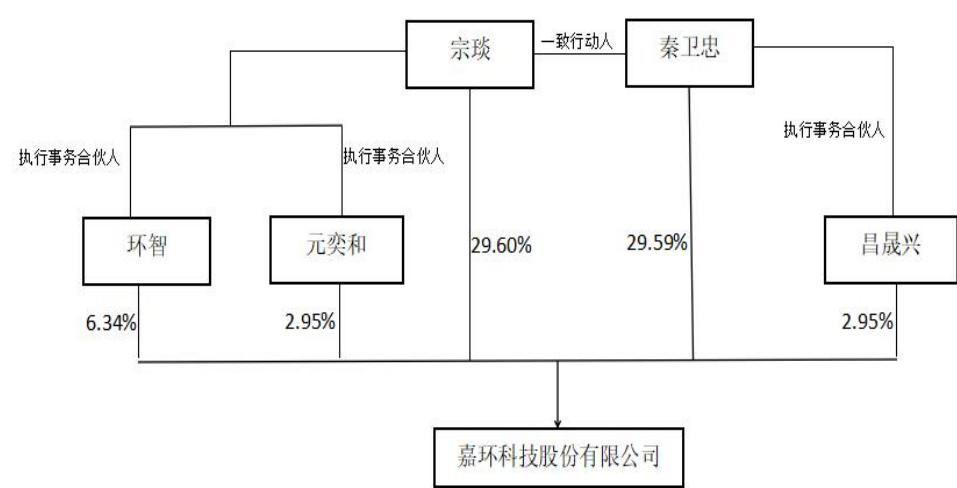 宗琰
一致行动人
秦卫忠
执行事务合伙人
执行事务合伙人
执行事务合伙人
环智
元奕和
29.60%
29.59%
昌晟兴
6.34%
2.95%
2.95%
嘉环科技股份有限公司